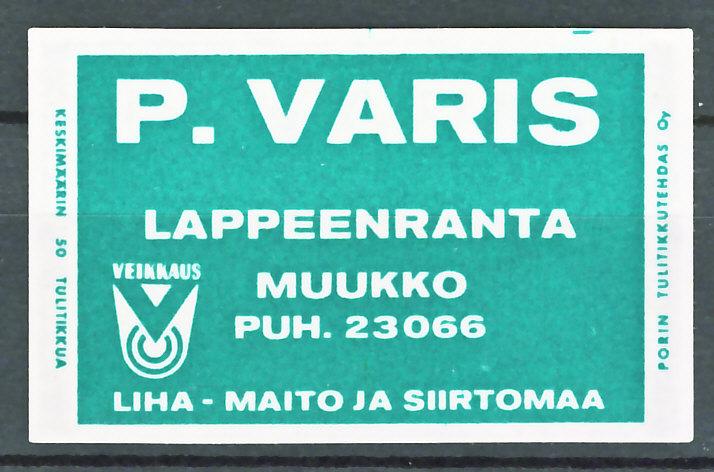 P. VARIS
LAPPEENRANTA
MUUKKO
PUH. 23066
VEIKKAUS
LIHA - MAITO JA SIIRTOMAA
KESKIMÄÄRIN 50 TULITIKKUA
PORIN TULITIKKUTEHDAS Oy